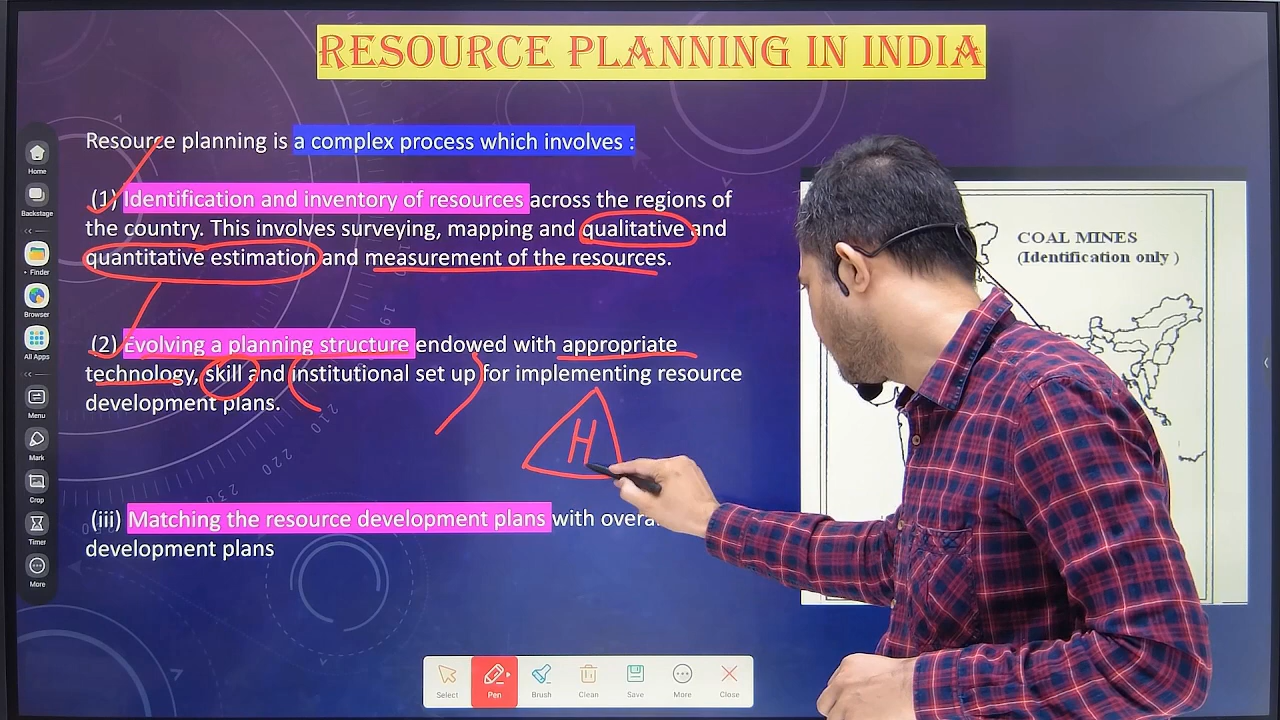 RESOURCE PLANNING IN INDIA
Resource planning is a complex process which involves :
(1) Identification and inventory of resources across the regions of
the country. This involves surveying, mapping and qualitative and
quantitative estimation and measurement of the resources.
(2) Evolving a planning structure endowed with appropriate
technology, skill and institutional set up for implementing resource
development plans.
H
(iii) Matching the resource development plans with
development plans
COAL MINES
(Identification only )
Home
Backstage
Finder
Browser
All Apps
Menu
Mark
Crop
Timer
More
Select
Pen
Brush
Clean
Save
More
Close
210
220